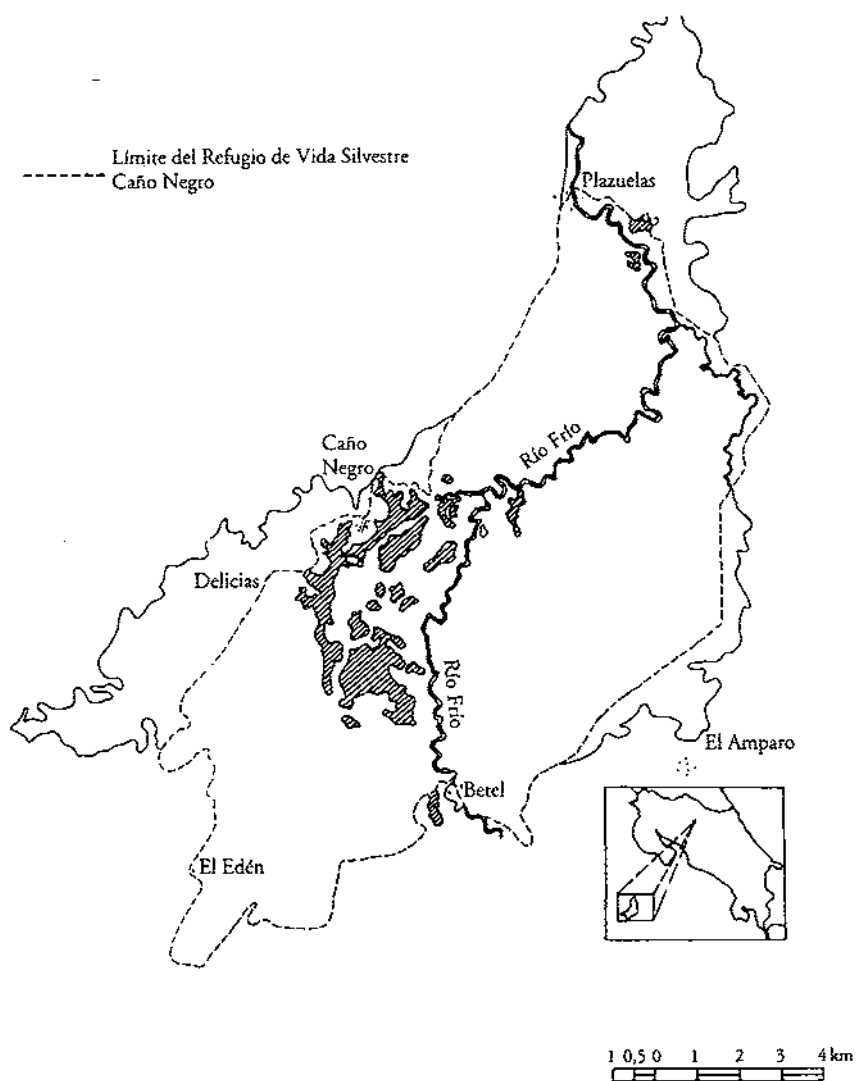 Límite del Refugio de Vida Silvestre
Caño Negro
Plazuelas
Río Frío
Caño
Negro
Delicias
Río Frío
El Amparo
Betel
El Edén
1 0,5 0 1 2 3 4 km